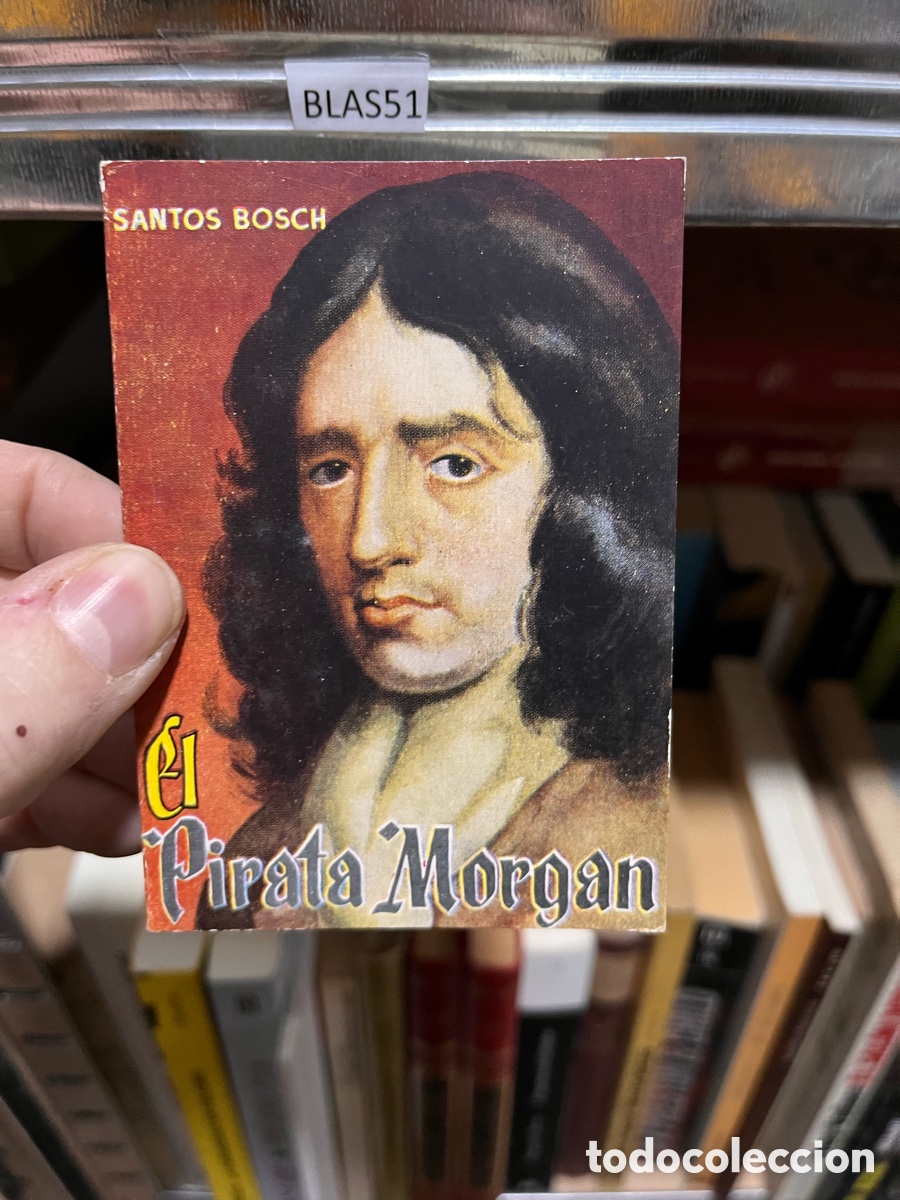 BLAS51
SANTOS BOSCH
El
Pirata Morgan
todocoleccion